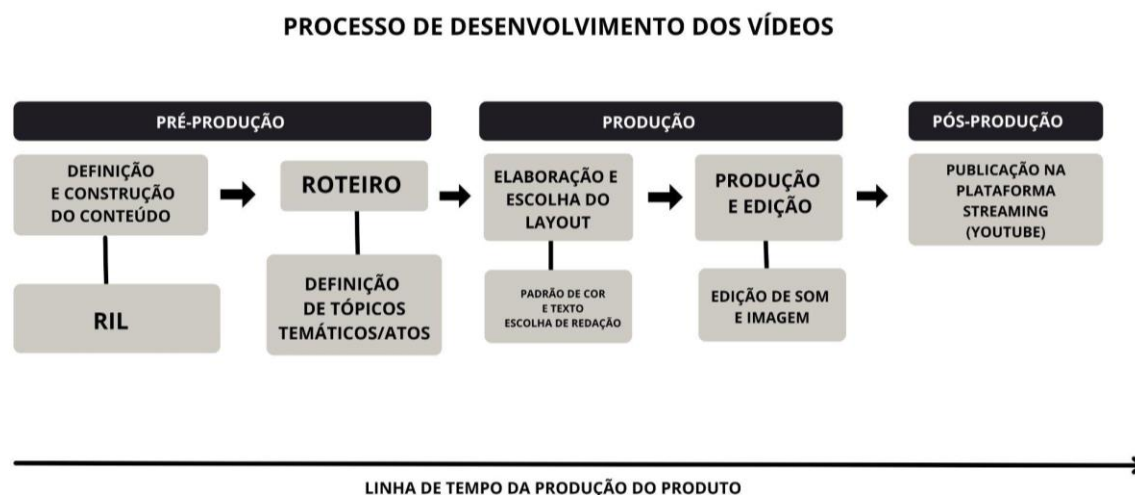 PROCESSO DE DESENVOLVIMENTO DOS VÍDEOS
PRÉ-PRODUÇÃO
DEFINIÇÃO
E CONSTRUÇÃO
DO CONTEÚDO
RIL
ROTEIRO
DEFINIÇÃO
DE TÓPICOS
TEMÁTICOS/ATOS
PRODUÇÃO
ELABORAÇÃO E
ESCOLHA DO
LAYOUT
PADRÃO DE COR
E TEXTO
ESCOLHA DE REDAÇÃO
PRODUÇÃO
E EDIÇÃO
EDIÇÃO DE SOM
E IMAGEM
PÓS-PRODUÇÃO
PUBLICAÇÃO NA
PLATAFORMA
STREAMING
(YOUTUBE)
LINHA DE TEMPO DA PRODUÇÃO DO PRODUTO